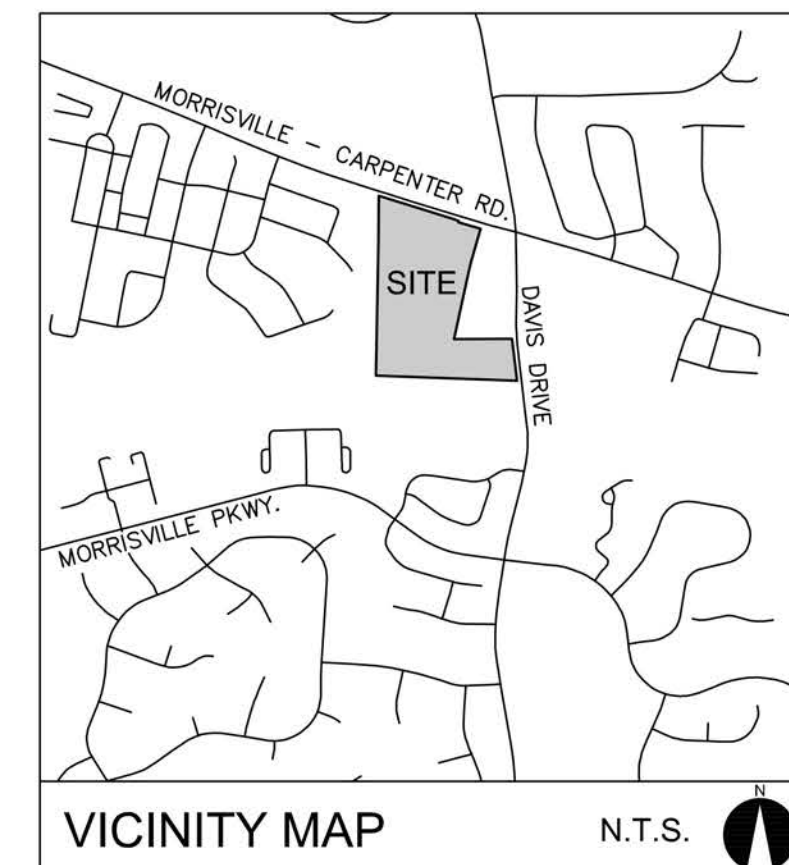 MORRISVILLE - CARPENTER RD.
SITE
DAVIS DRIVE
MORRISVILLE PKWY.
VICINITY MAP
N.T.S.
N